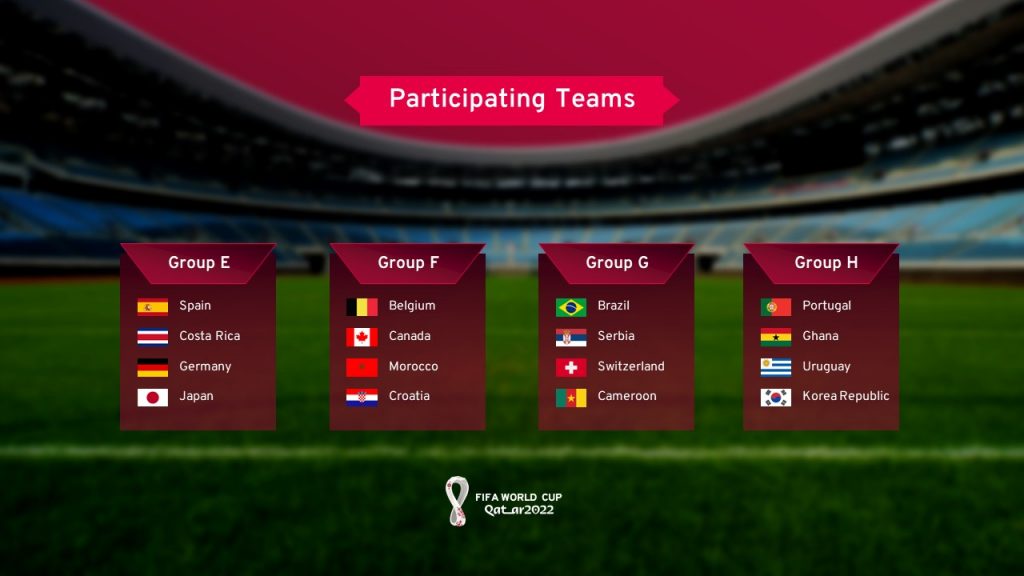 Participating Teams
Group E
Spain
Costa Rica
Germany
Japan
Group F
Belgium
Canada
Morocco
Croatia
Group G
Brazil
Serbia
Switzerland
Cameroon
Group H
Portugal
Ghana
Uruguay
Korea Republic
FIFA WORLD CUP
Qat_ar2022